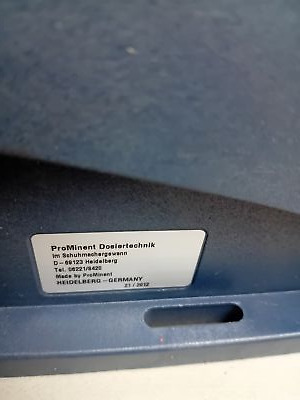 ProMinent Dosiertechnik
Im Schuhmachergewann
D-69123 Heidelberg
Tel. 06221/8420
Made by ProMinent
HEIDELBERG-GERMANY
21/2012